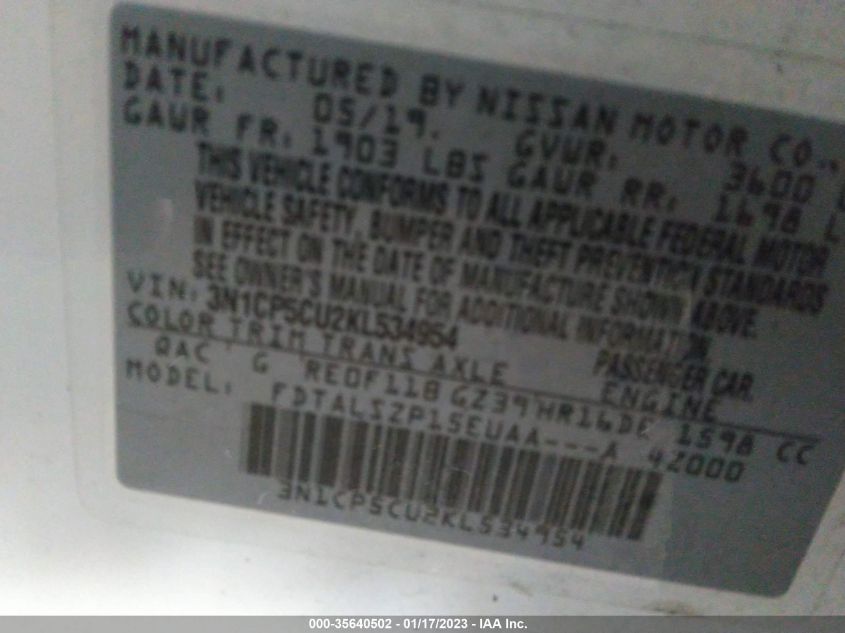 MANUFACTURED BY NISSAN MOTOR CO.,
DATE: 05/19. GVWR: 3600
GAWR FR: 1903 LBS GAWR RR: 1698 L
THIS VEHICLE CONFORMS TO ALL APPLICABLE FEDERAL MOTOR
VEHICLE SAFETY, BUMPER AND THEFT PREVENTION STANDARDS
IN EFFECT ON THE DATE OF MANUFACTURE SHOWN ABOVE.
SEE OWNER'S MANUAL FOR ADDITIONAL INFORMATION
VIN: 3N1CP5CU2KL534954 PASSENGER CAR.
COLOR TRIM TRANS AXLE ENGINE
QAC G RE0F11B GZ39 HR16DE 1598 CC
MODEL: FDTALSZP15EUAA---A 4Z000
3N1CP5CU2KL534954
000-35640502 - 01/17/2023 - IAA Inc.